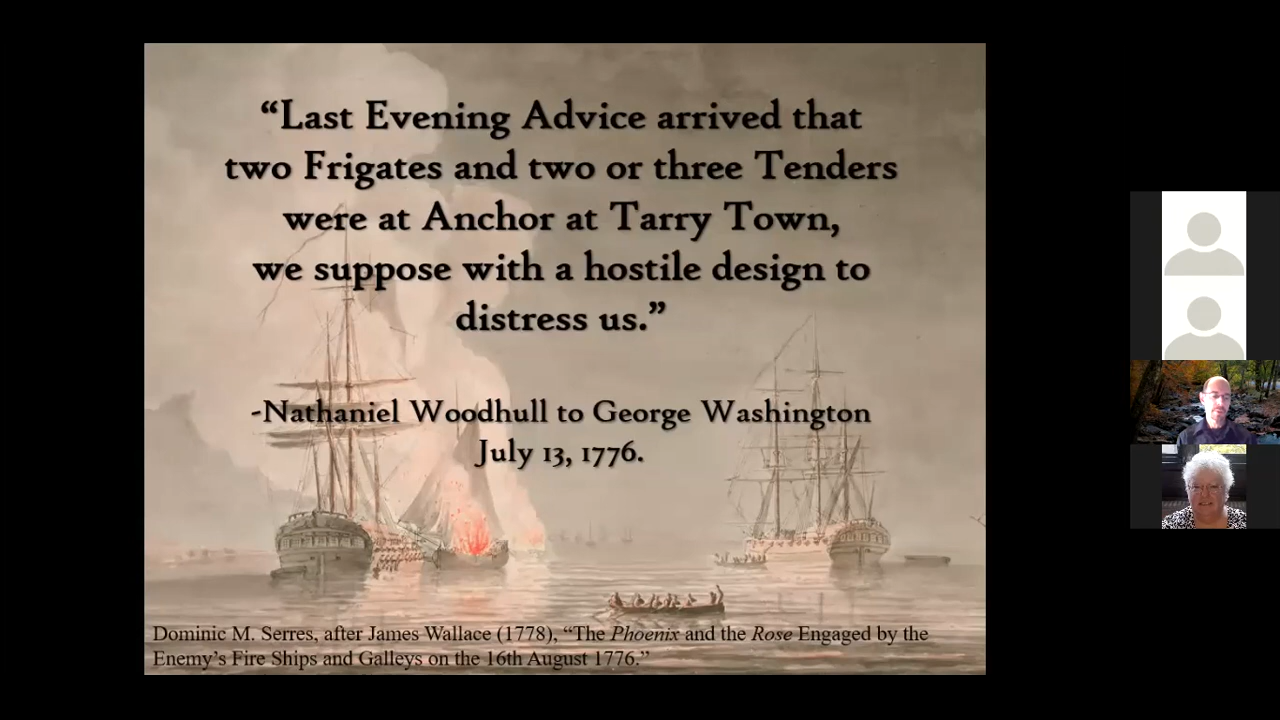 “Last Evening Advice arrived that
two Frigates and two or three Tenders
were at Anchor at Tarry Town,
we suppose with a hostile design to
distress us.”
-Nathaniel Woodhull to George Washington
July 13, 1776.
Dominic M. Serres, after James Wallace (1778), “The Phoenix and the Rose Engaged by the
Enemy’s Fire Ships and Galleys on the 16th August 1776.”